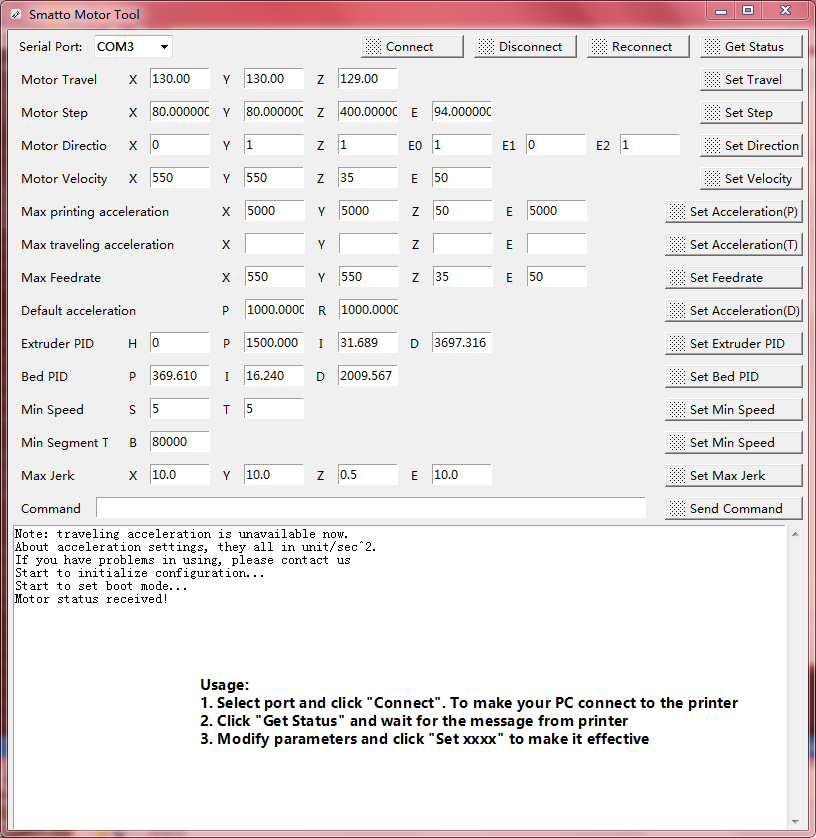 Smatto Motor Tool
Serial Port: COM3 Connect Disconnect Reconnect Get Status
Motor Travel X 130.00 Y 130.00 Z 129.00 Set Travel
Motor Step X 80.000000 Y 80.000000 Z 400.00000 E 94.000000 Set Step
Motor Directio X 0 Y 1 Z 1 E0 1 E1 0 E2 1 Set Direction
Motor Velocity X 550 Y 550 Z 35 E 50 Set Velocity
Max printing acceleration X 5000 Y 5000 Z 50 E 5000 Set Acceleration(P)
Max traveling acceleration X Y Z E Set Acceleration(T)
Max Feedrate X 550 Y 550 Z 35 E 50 Set Feedrate
Default acceleration P 1000.0000 R 1000.0000 Set Acceleration(D)
Extruder PID H 0 P 1500.000 I 31.689 D 3697.316 Set Extruder PID
Bed PID P 369.610 I 16.240 D 2009.567 Set Bed PID
Min Speed S 5 T 5 Set Min Speed
Min Segment T B 80000 Set Min Speed
Max Jerk X 10.0 Y 10.0 Z 0.5 E 10.0 Set Max Jerk
Command Send Command
Note: traveling acceleration is unavailable now.
About acceleration settings, they all in unit/sec^2.
If you have problems in using, please contact us
Start to initialize configuration...
Start to set boot mode...
Motor status received!
Usage:
1. Select port and click "Connect". To make your PC connect to the printer
2. Click "Get Status" and wait for the message from printer
3. Modify parameters and click "Set xxxx" to make it effective